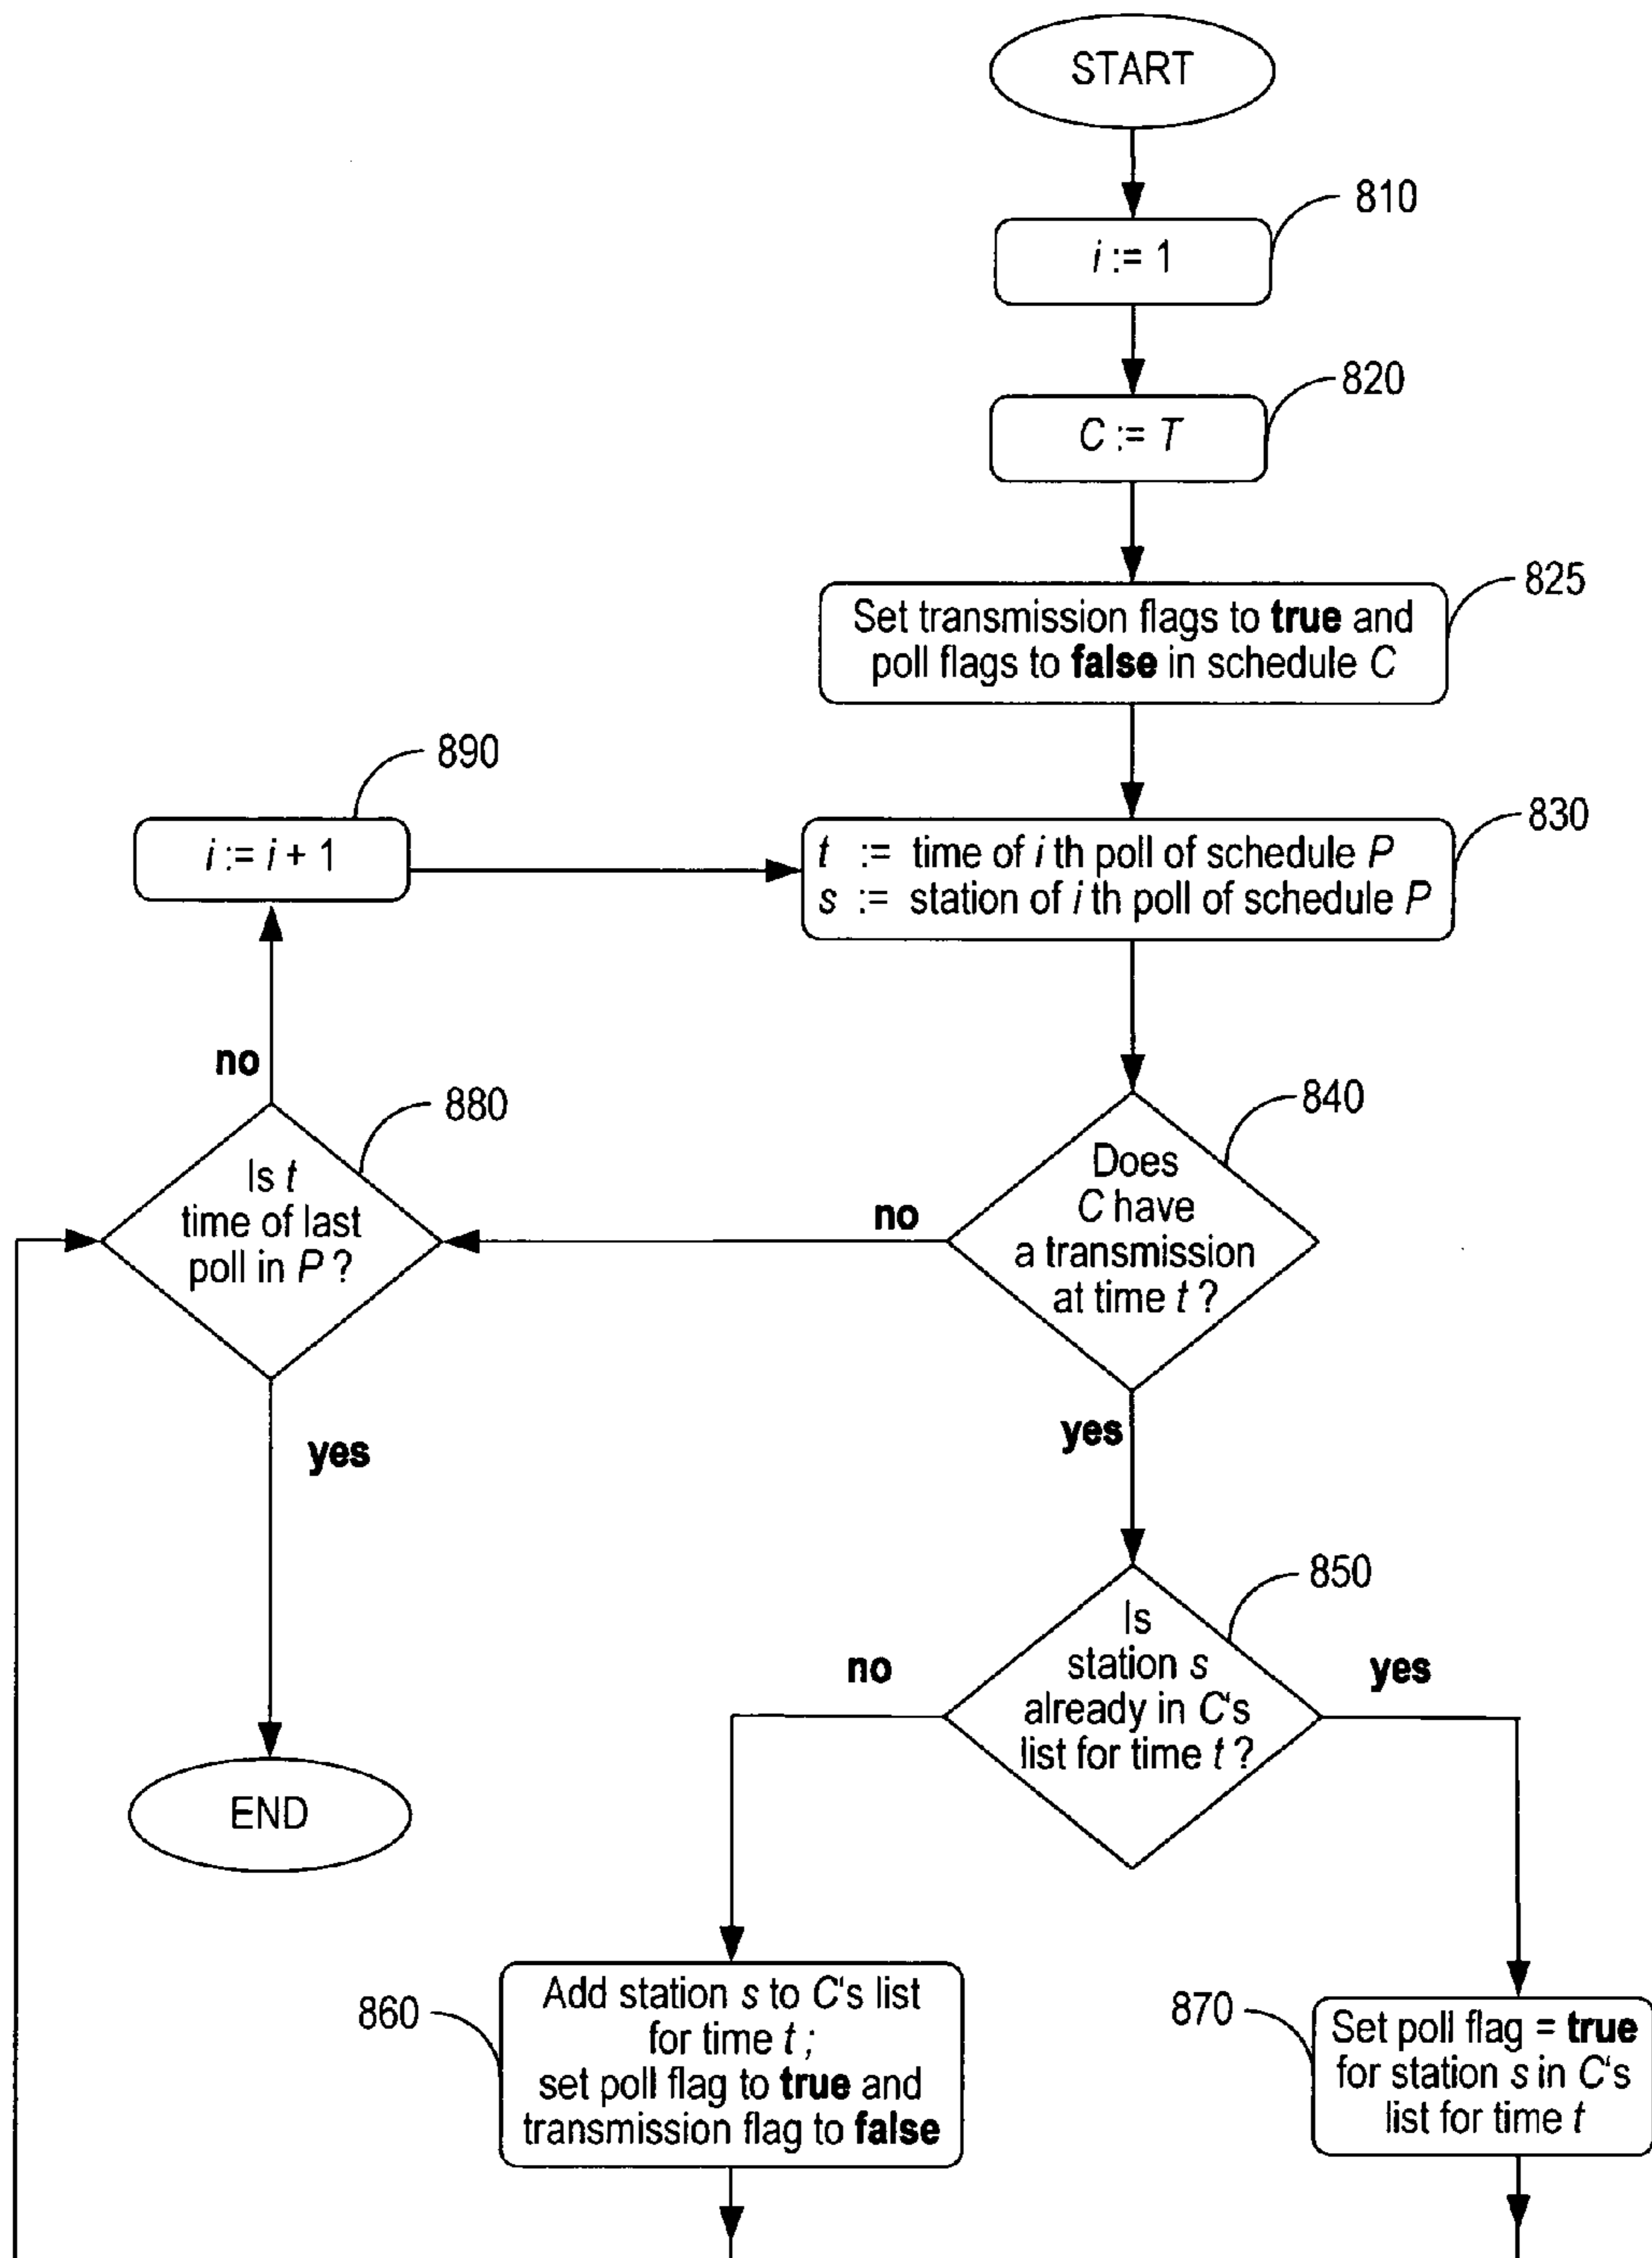 START
810
i := 1
820
C := T
825
Set transmission flags to true and
poll flags to false in schedule C
890
i := i + 1
830
t := time of i th poll of schedule P
s := station of i th poll of schedule P
no
880
Is t
time of last
poll in P ?
yes
840
Does
C have
a transmission
at time t ?
no
yes
END
850
Is
station s
already in C's
list for time t ?
no
yes
860
Add station s to C's list
for time t ;
set poll flag to true and
transmission flag to false
870
Set poll flag = true
for station s in C's
list for time t